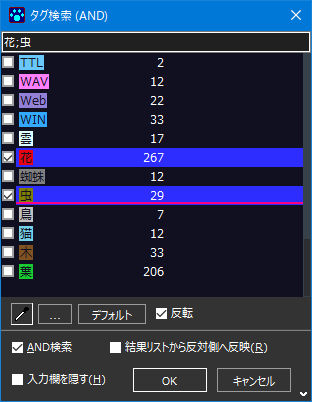 タグ検索 (AND)
花;虫
TTL 2
WAV 12
Web 22
WIN 33
雲 17
花 267
蜘蛛 12
虫 29
鳥 7
猫 12
木 33
葉 206
... デフォルト 反転
AND検索 結果リストから反対側へ反映(R)
入力欄を隠す(H) OK キャンセル